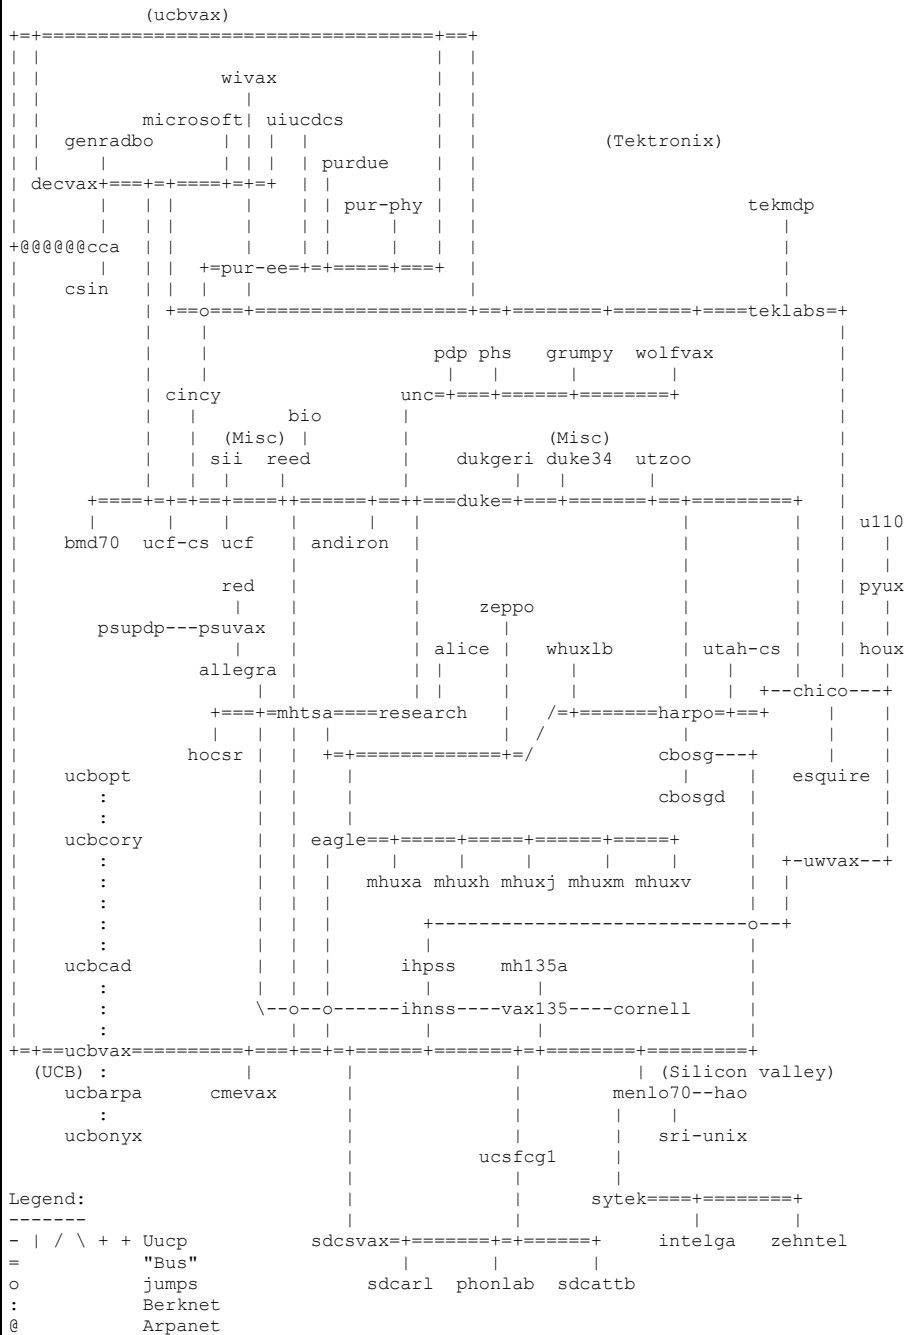 (ucbvax)
wivax
microsoft uiucdcs
genradbo (Tektronix)
purdue
decvax
pur-phy tekmdp
+@@@@@@cca
pur-ee
csin
teklabs
pdp phs grumpy wolfvax
cincy unc
bio
(Misc) (Misc)
sii reed dukgeri duke34 utzoo
duke
u110
bmd70 ucf-cs ucf andiron
red pyux
zeppo
psupdp---psuvax
alice whuxlb utah-cs houx
allegra
chico
mhtsa====research harpo
hocsr cbosg
ucbopt esquire
cbosgd
ucbcory eagle
uwvax
mhuxa mhuxh mhuxj mhuxm mhuxv
ucbcad ihpss mh135a
ihnss----vax135----cornell
ucbvax
(UCB) (Silicon valley)
ucbarpa cmevax menlo70--hao
ucbonyx sri-unix
ucsfcg1
Legend: sytek
- | / \ + + Uucp sdcsvax intelga zehntel
= "Bus"
o jumps sdcarl phonlab sdcattb
: Berknet
@ Arpanet